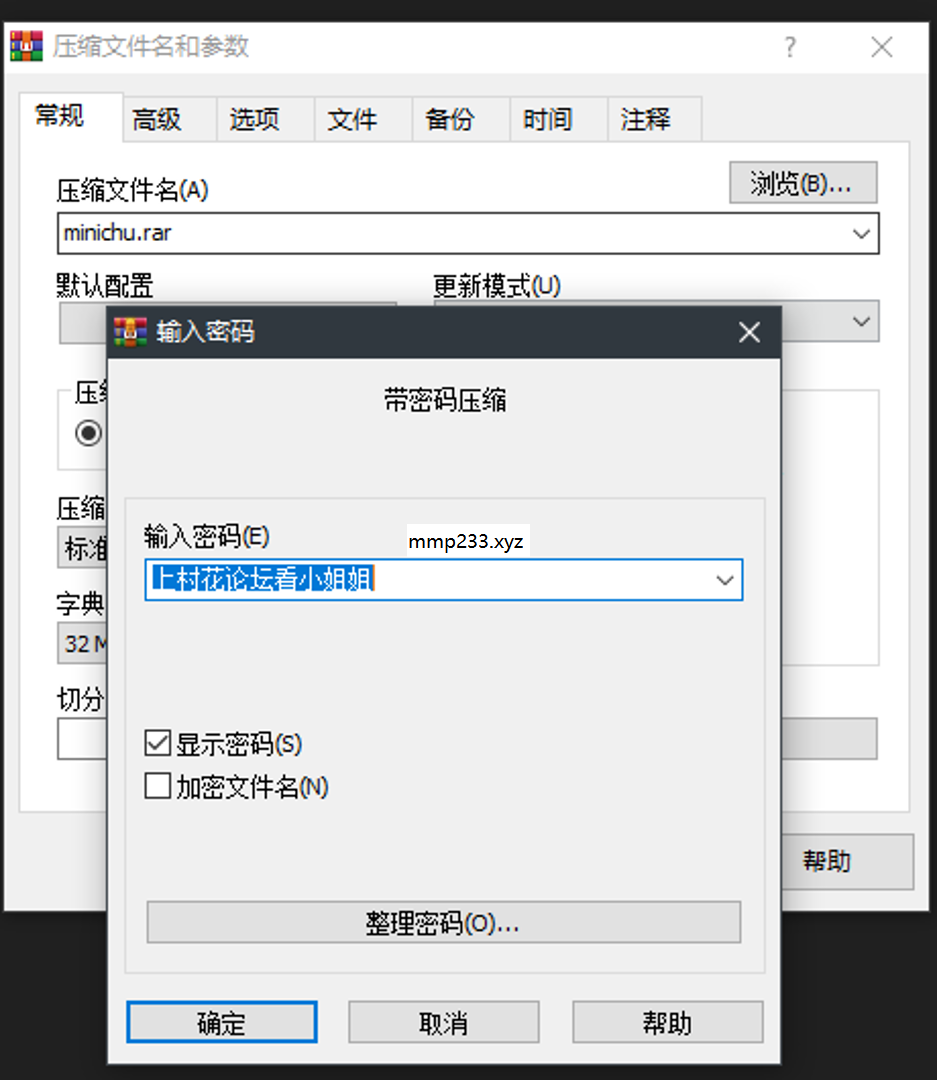 压缩文件名和参数
?
常规 高级 选项 文件 备份 时间 注释
压缩文件名(A)
浏览(B)...
minichu.rar
默认配置
更新模式(U)
输入密码
带密码压缩
压缩
标准
字典
32 M
切分
输入密码(E)
mmp233.xyz
上村花论坛看小姐姐
显示密码(S)
加密文件名(N)
整理密码(O)...
确定 取消 帮助
帮助